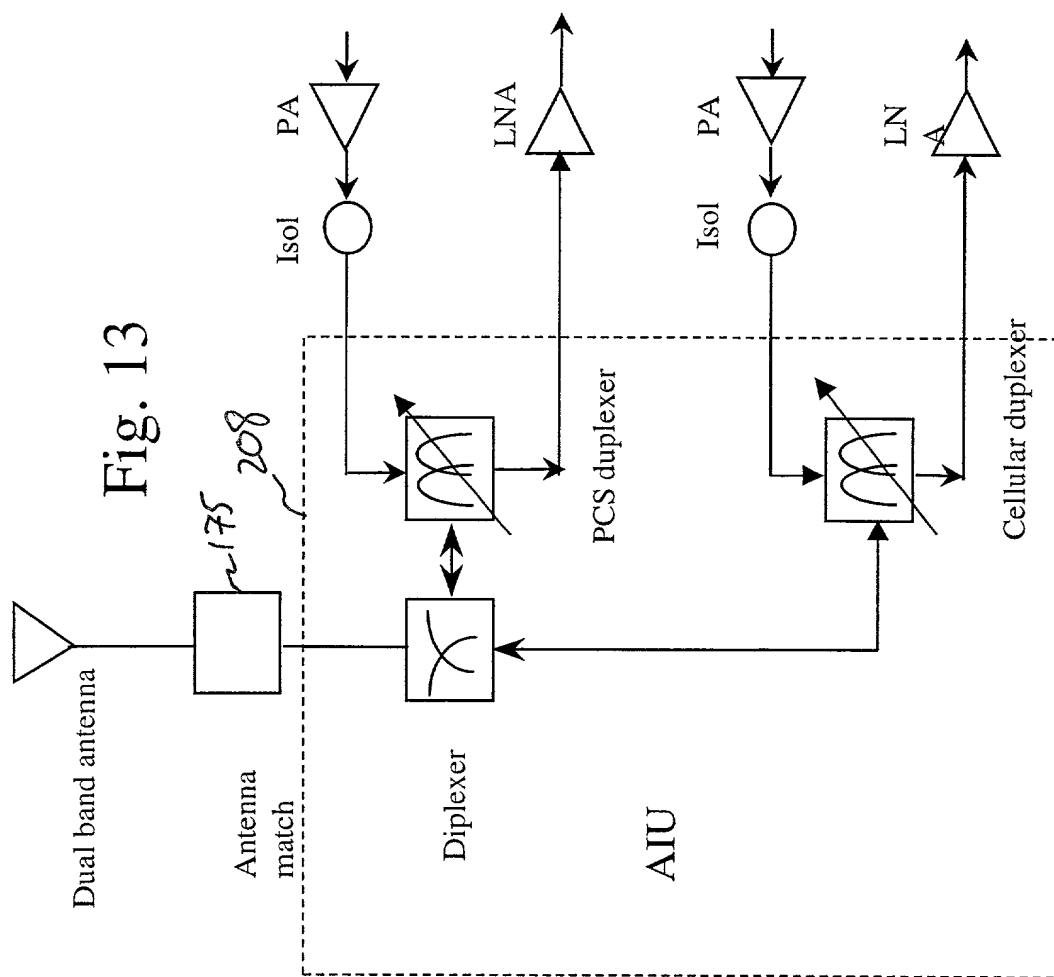 Fig. 13
Dual band antenna
Antenna
match
175
208
Diplexer
AIU
PCS duplexer
Isol
PA
LNA
Cellular duplexer
Isol
PA
LN
A